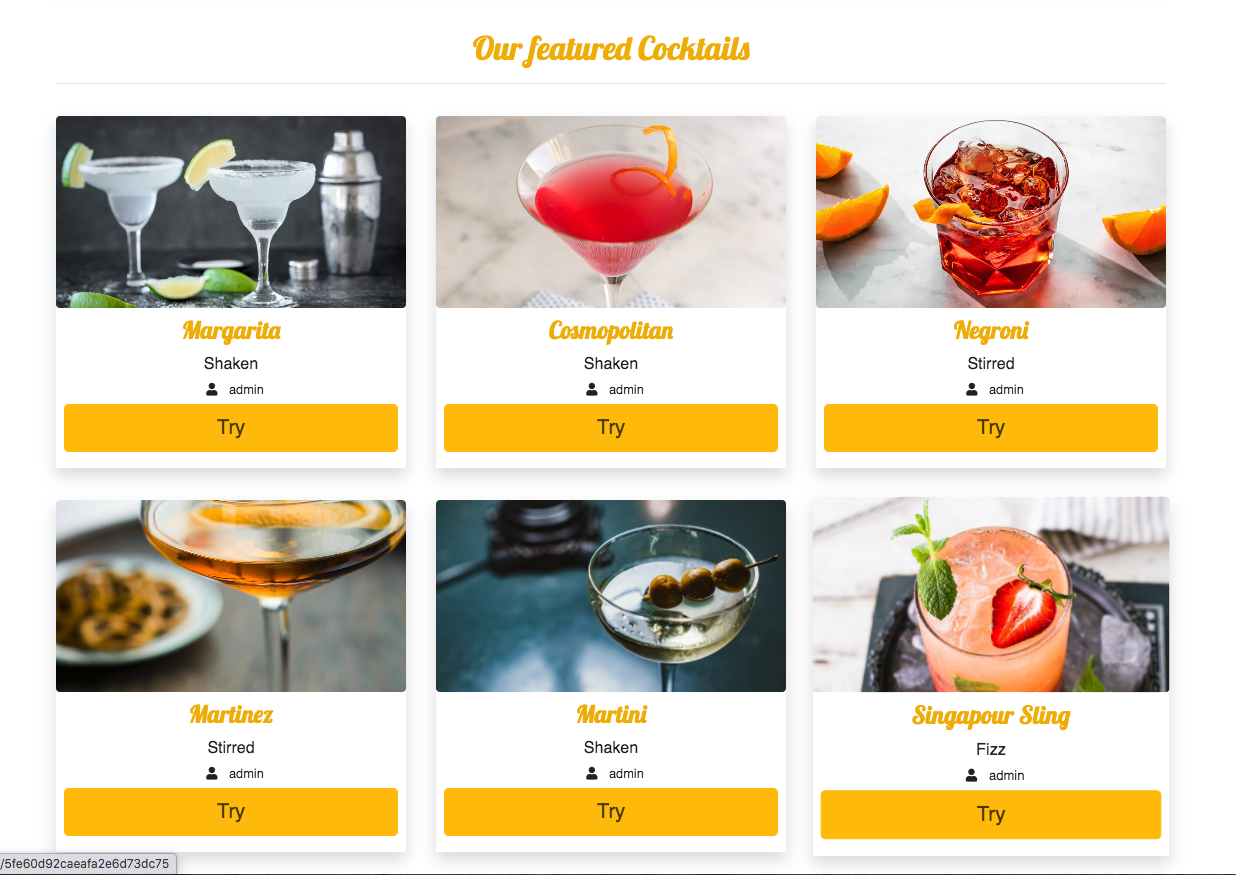 Our featured Cocktails
Margarita
Shaken
admin
Try
Cosmopolitan
Shaken
admin
Try
Negroni
Stirred
admin
Try
Martinez
Stirred
admin
Try
Martini
Shaken
admin
Try
Singapour Sling
Fizz
admin
Try
/5fe60d92caeafa2e6d73dc75